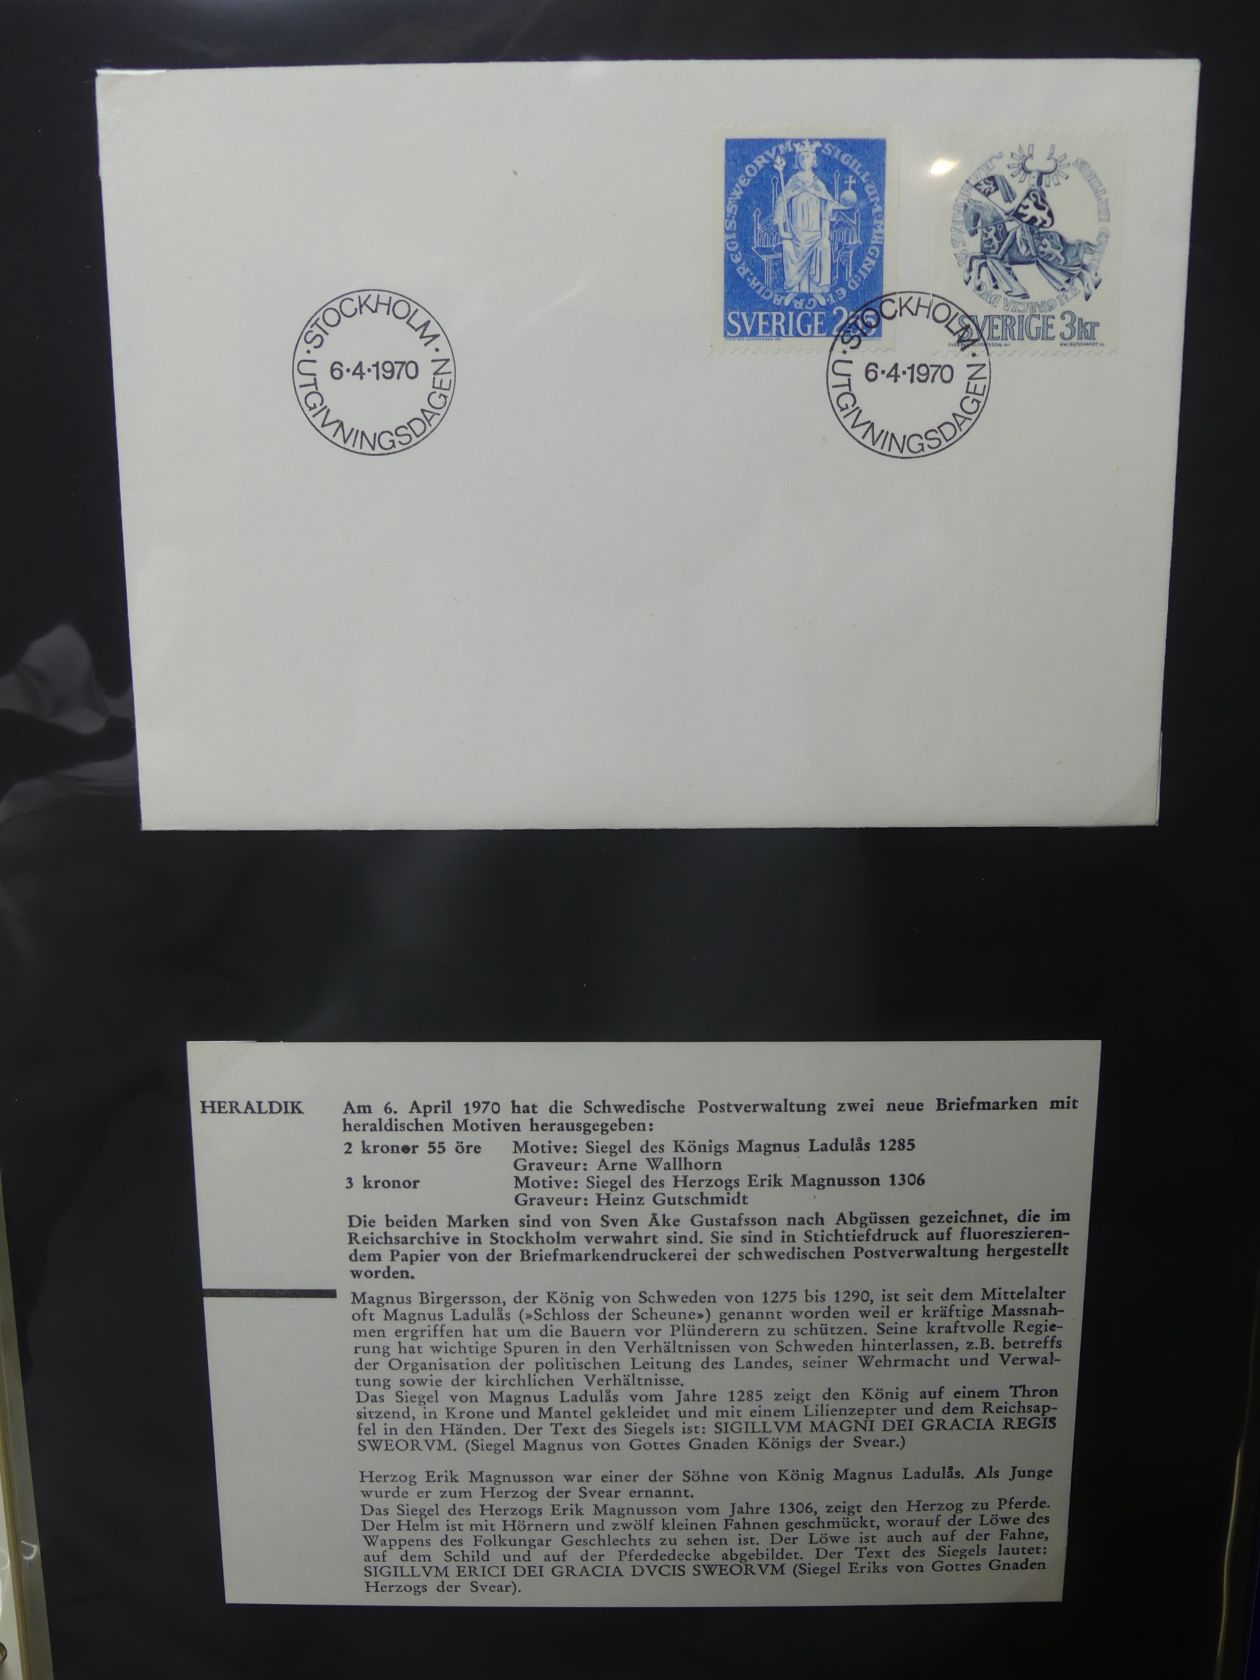 SIGILLUM MAGNI DEI GRACIA REGIS SWEORVM
SVERIGE
SVERIGE 3kr
STOCKHOLM
6·4·1970
UTGIVNINGSDAGEN
STOCKHOLM
6·4·1970
UTGIVNINGSDAGEN
HERALDIK
Am 6. April 1970 hat die Schwedische Postverwaltung zwei neue Briefmarken mit
heraldischen Motiven herausgegeben:
2 kronor 55 öre Motive: Siegel des Königs Magnus Ladulås 1285
Graveur: Arne Wallhorn
3 kronor Motive: Siegel des Herzogs Erik Magnusson 1306
Graveur: Heinz Gutschmidt
Die beiden Marken sind von Sven Åke Gustafsson nach Abgüssen gezeichnet, die im
Reichsarchive in Stockholm verwahrt sind. Sie sind in Stichtiefdruck auf fluoreszieren-
dem Papier von der Briefmarkendruckerei der schwedischen Postverwaltung hergestellt
worden.
Magnus Birgersson, der König von Schweden von 1275 bis 1290, ist seit dem Mittelalter
oft Magnus Ladulås (»Schloss der Scheune») genannt worden weil er kräftige Massnah-
men ergriffen hat um die Bauern vor Plünderern zu schützen. Seine kraftvolle Regie-
rung hat wichtige Spuren in den Verhältnissen von Schweden hinterlassen, z.B. betreffs
der Organisation der politischen Leitung des Landes, seiner Wehrmacht und Verwal-
tung sowie der kirchlichen Verhältnisse.
Das Siegel von Magnus Ladulås vom Jahre 1285 zeigt den König auf einem Thron
sitzend, in Krone und Mantel gekleidet und mit einem Lilienzepter und dem Reichsap-
fel in den Händen. Der Text des Siegels ist: SIGILLVM MAGNI DEI GRACIA REGIS
SWEORVM. (Siegel Magnus von Gottes Gnaden Königs der Svear.)
Herzog Erik Magnusson war einer der Söhne von König Magnus Ladulås. Als Junge
wurde er zum Herzog der Svear ernannt.
Das Siegel des Herzogs Erik Magnusson vom Jahre 1306, zeigt den Herzog zu Pferde.
Der Helm ist mit Hörnern und zwölf kleinen Fahnen geschmückt, worauf der Löwe des
Wappens des Folkungar Geschlechts zu sehen ist. Der Löwe ist auch auf der Fahne,
auf dem Schild und auf der Pferdedecke abgebildet. Der Text des Siegels lautet:
SIGILLVM ERICI DEI GRACIA DVCIS SWEORVM (Siegel Eriks von Gottes Gnaden
Herzogs der Svear).